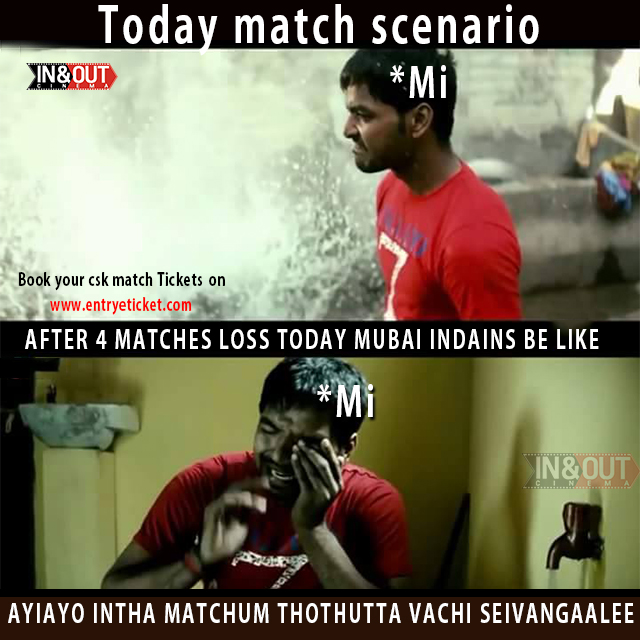 Today match scenario
IN&OUT
CINEMA
*Mi
Book your csk match Tickets on
www.entryeticket.com
AFTER 4 MATCHES LOSS TODAY MUBAI INDAINS BE LIKE
*Mi
IN&OUT
CINEMA
7
AYIAYO INTHA MATCHUM THOTHUTTA VACHI SEIVANGAALEE